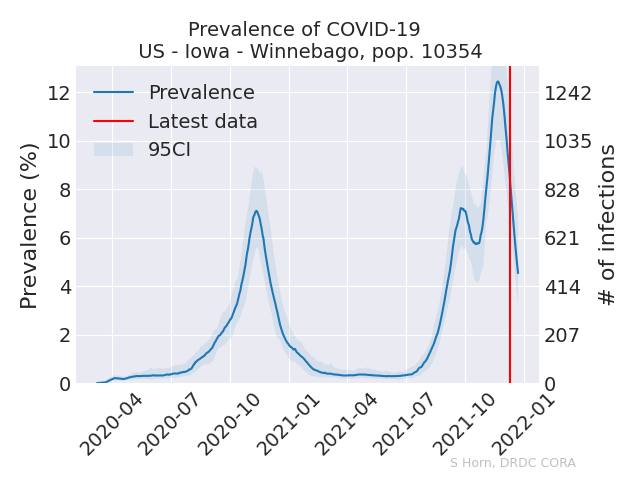 Prevalence of COVID-19
US - Iowa - Winnebago, pop. 10354
Prevalence
Latest data
95CI
Prevalence (%)
12
10
8
6
4
2
0
# of infections
1242
1035
828
621
414
207
0
2020-04
2020-07
2020-10
2021-01
2021-04
2021-07
2021-10
2022-01
S Horn, DRDC CORA